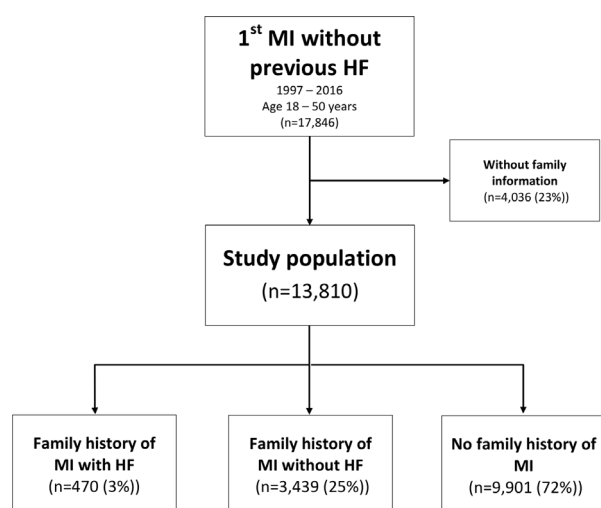 1st MI without
previous HF
1997 – 2016
Age 18 – 50 years
(n=17,846)
Without family
information
(n=4,036 (23%))
Study population
(n=13,810)
Family history of
MI with HF
(n=470 (3%))
Family history of
MI without HF
(n=3,439 (25%))
No family history of
MI
(n=9,901 (72%)